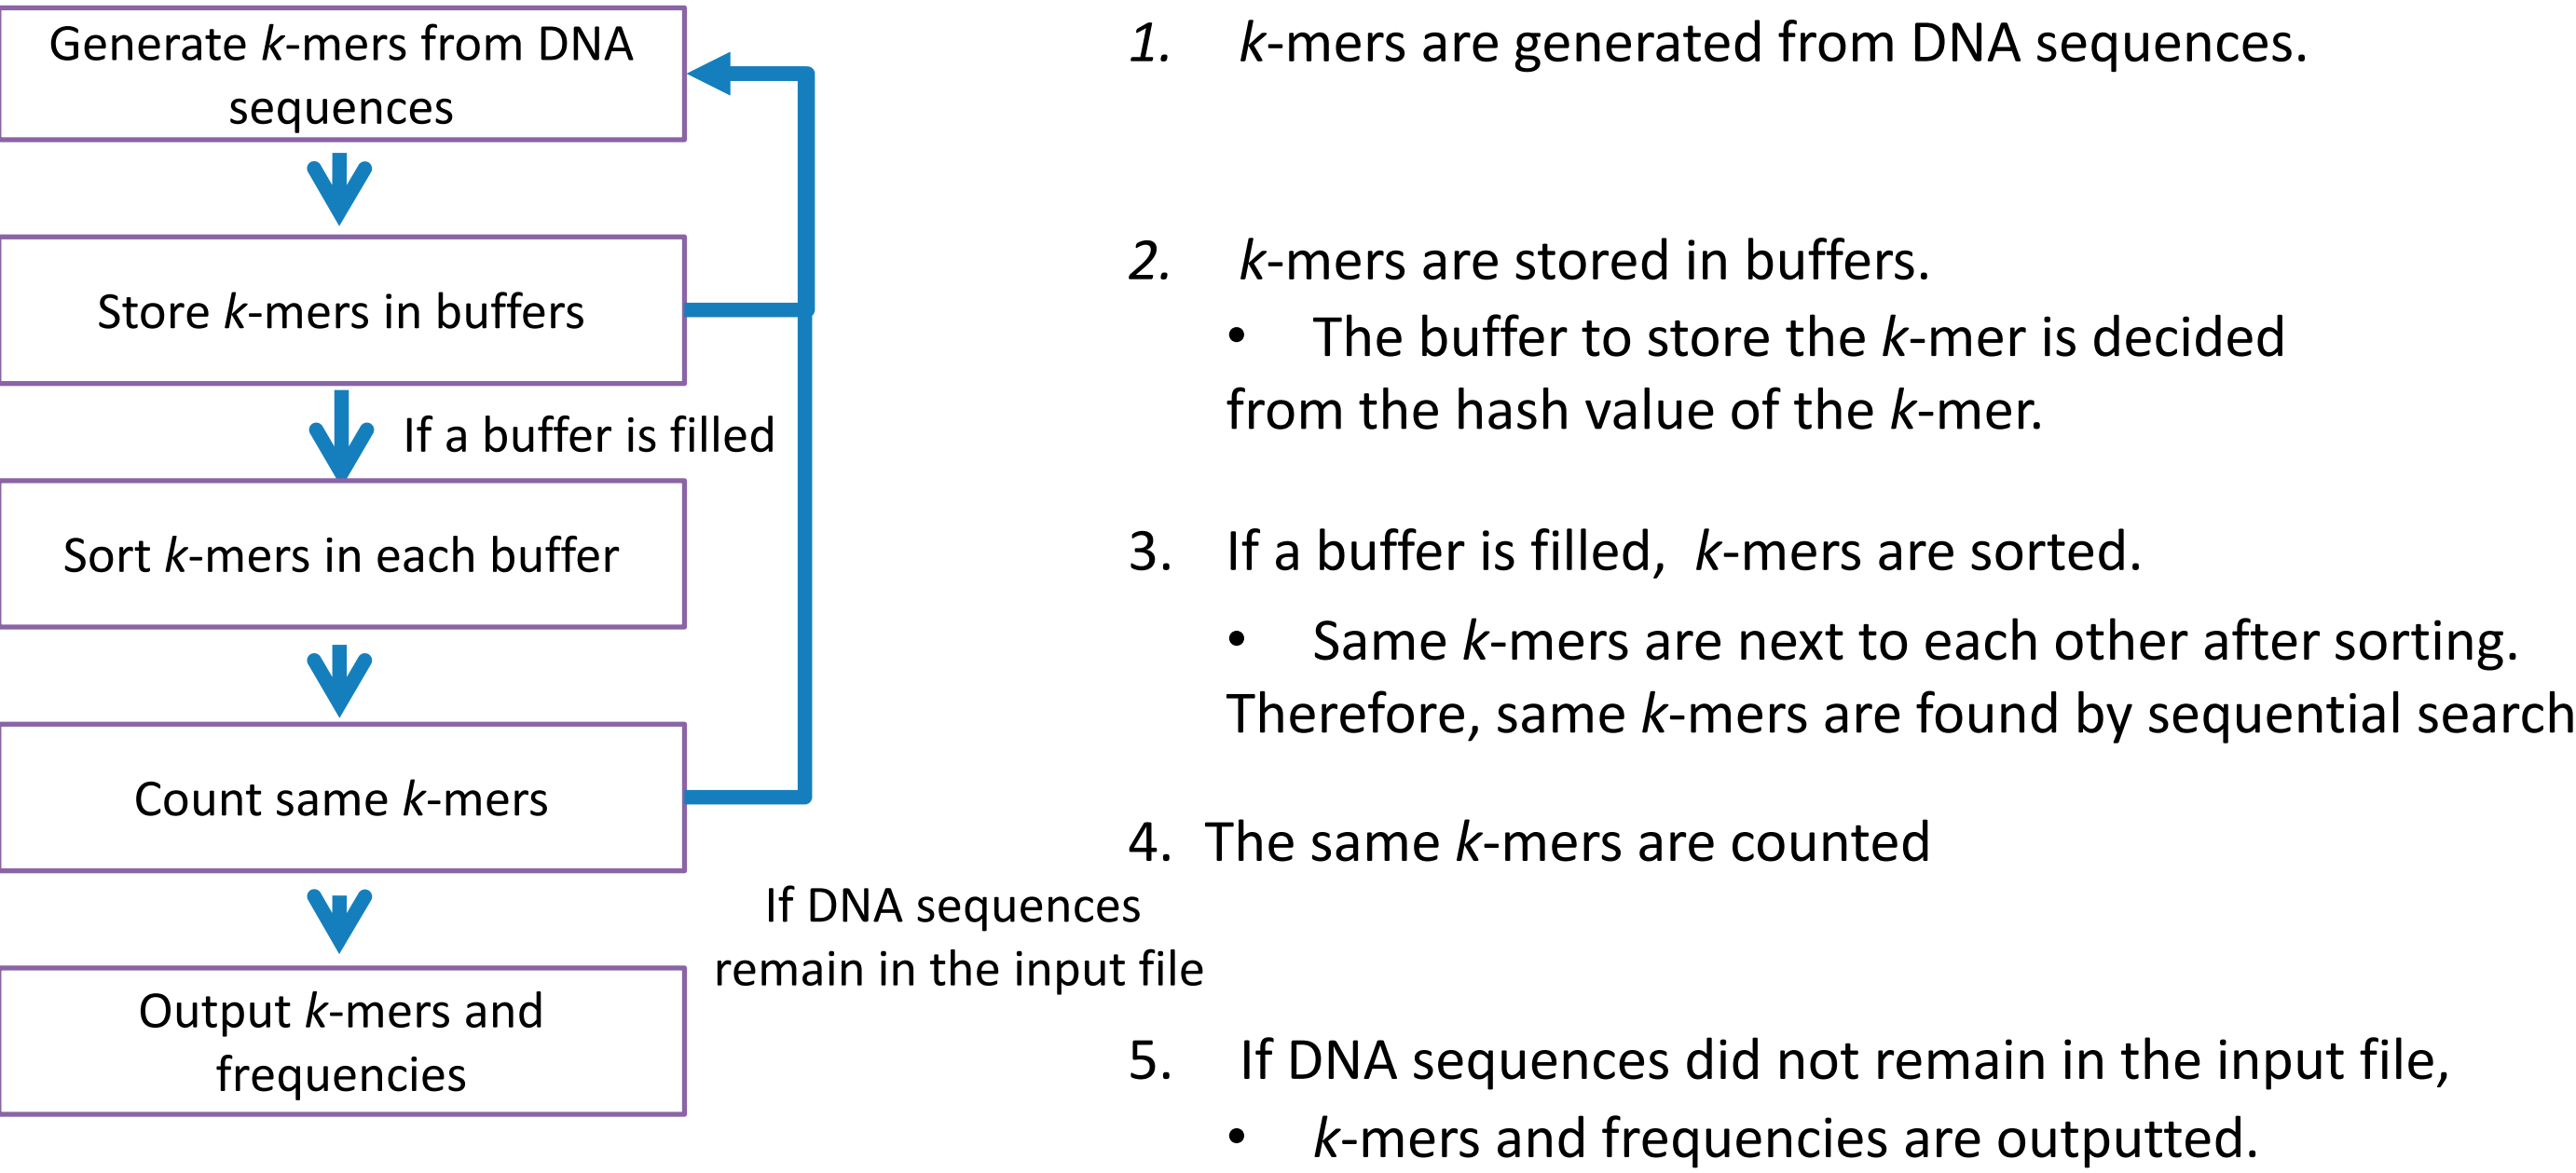 Generate k-mers from DNA
sequences
Store k-mers in buffers
If a buffer is filled
Sort k-mers in each buffer
Count same k-mers
If DNA sequences
remain in the input file
Output k-mers and
frequencies
1. k-mers are generated from DNA sequences.
2. k-mers are stored in buffers.
• The buffer to store the k-mer is decided
from the hash value of the k-mer.
3. If a buffer is filled, k-mers are sorted.
• Same k-mers are next to each other after sorting.
Therefore, same k-mers are found by sequential search
4. The same k-mers are counted
5. If DNA sequences did not remain in the input file,
• k-mers and frequencies are outputted.